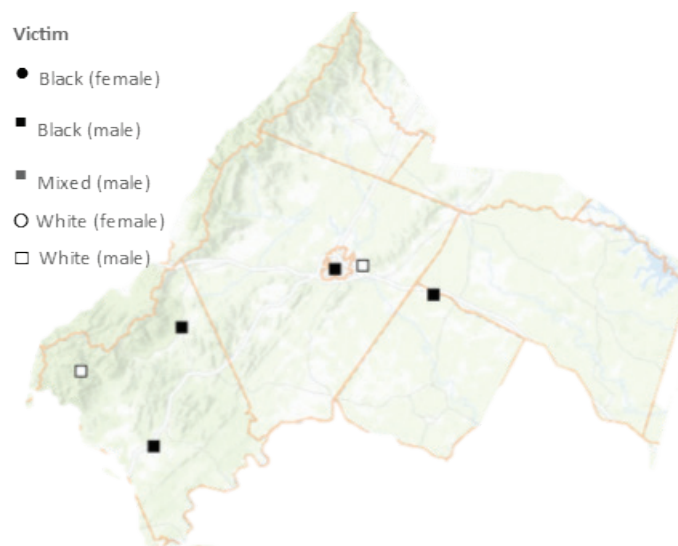 Victim
Black (female)
Black (male)
Mixed (male)
White (female)
White (male)